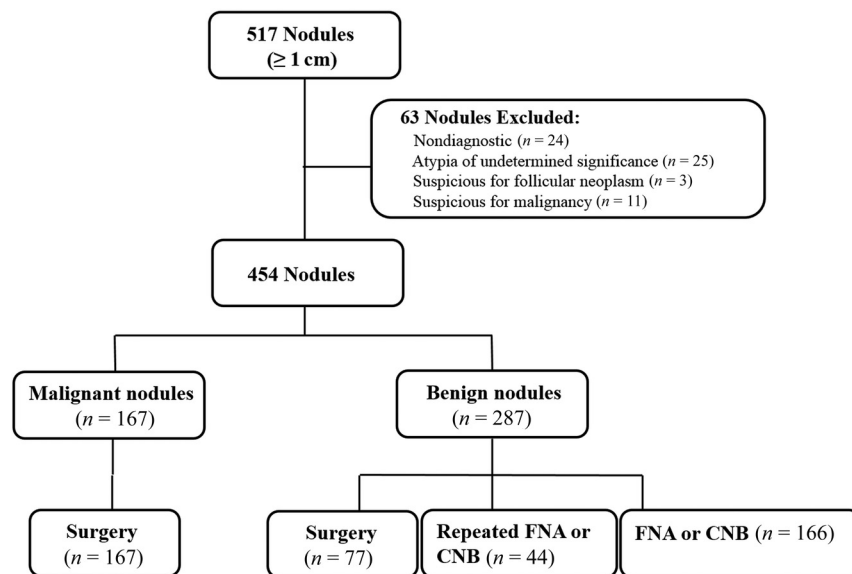 517 Nodules
(≥ 1 cm)
63 Nodules Excluded:
Nondiagnostic (n = 24)
Atypia of undetermined significance (n = 25)
Suspicious for follicular neoplasm (n = 3)
Suspicious for malignancy (n = 11)
454 Nodules
Malignant nodules
(n = 167)
Benign nodules
(n = 287)
Surgery
(n = 167)
Surgery
(n = 77)
Repeated FNA or
CNB (n = 44)
FNA or CNB (n = 166)